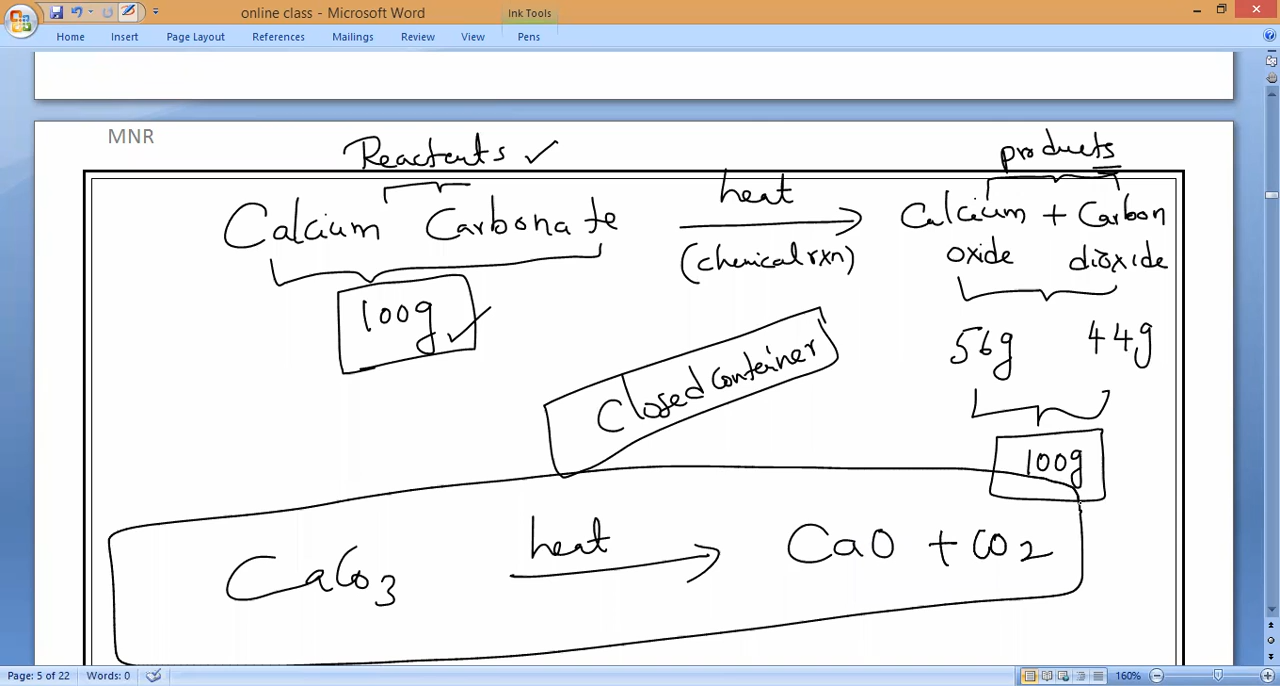 online class - Microsoft Word
Ink Tools
Home Insert Page Layout References Mailings Review View Pens
MNR
Reactants ✓ products
Calcium Carbonate heat Calcium + Carbon
(chemical rxn) oxide dioxide
100g ✓
56g 44g
Closed container
100g
CaCo3 heat CaO + CO2
Page: 5 of 22 Words: 0 160%